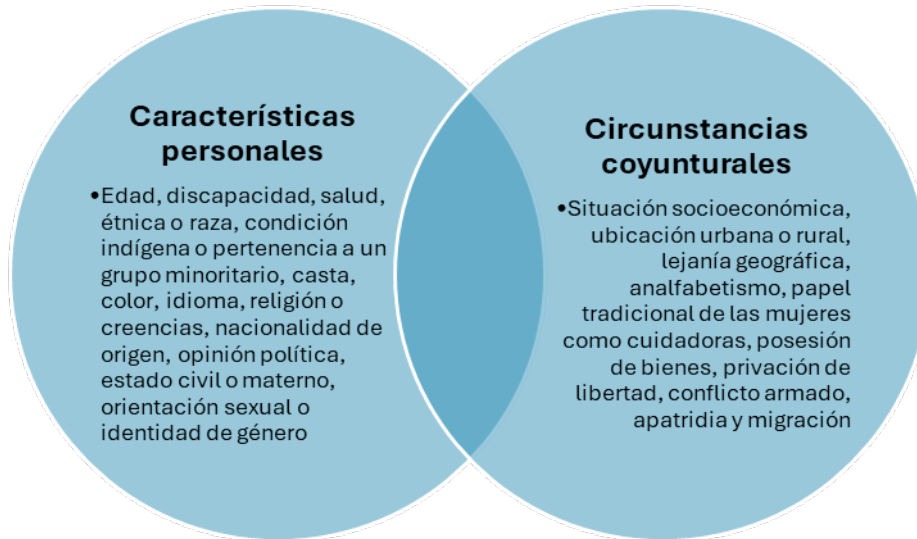 Características
personales
•Edad, discapacidad, salud,
étnica o raza, condición
indígena o pertenencia a un
grupo minoritario, casta,
color, idioma, religión o
creencias, nacionalidad de
origen, opinión política,
estado civil o materno,
orientación sexual o
identidad de género
Circunstancias
coyunturales
•Situación socioeconómica,
ubicación urbana o rural,
lejanía geográfica,
analfabetismo, papel
tradicional de las mujeres
como cuidadoras, posesión
de bienes, privación de
libertad, conflicto armado,
apatridia y migración